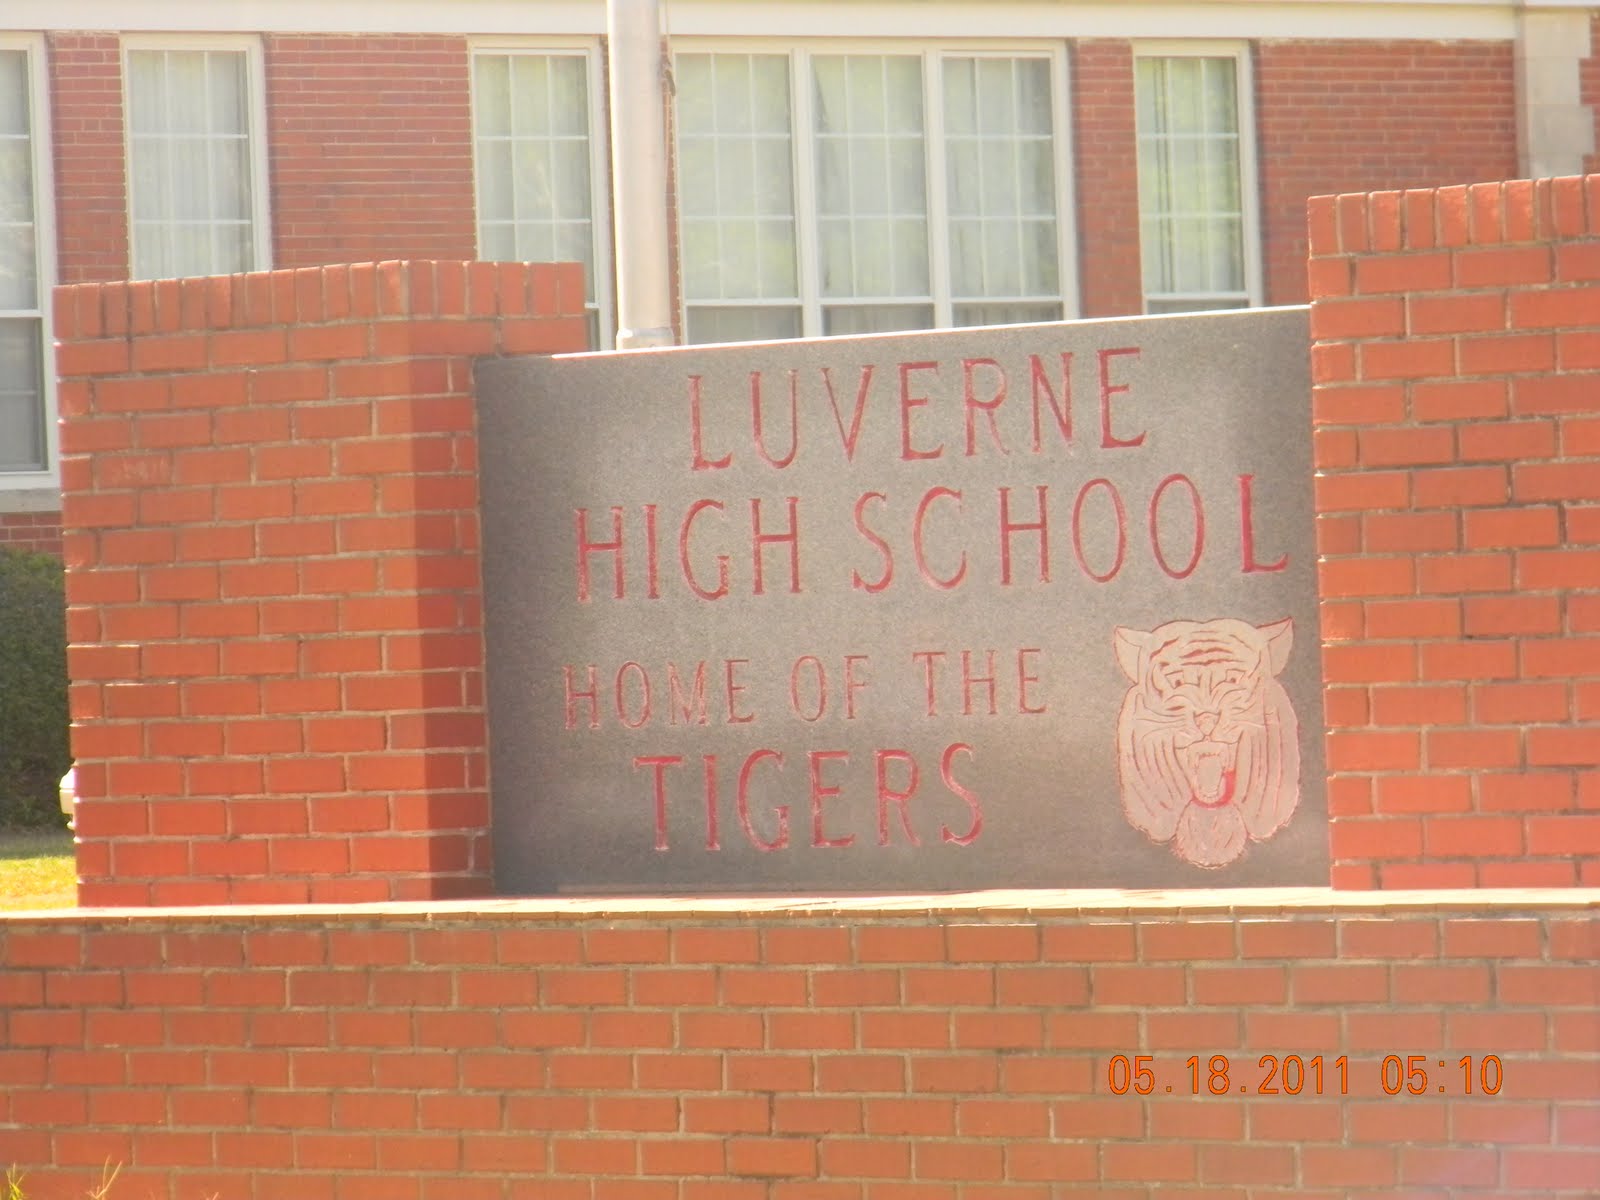 LUVERNE
HIGH SCHOOL
HOME OF THE
TIGERS
05.18.2011 05:10